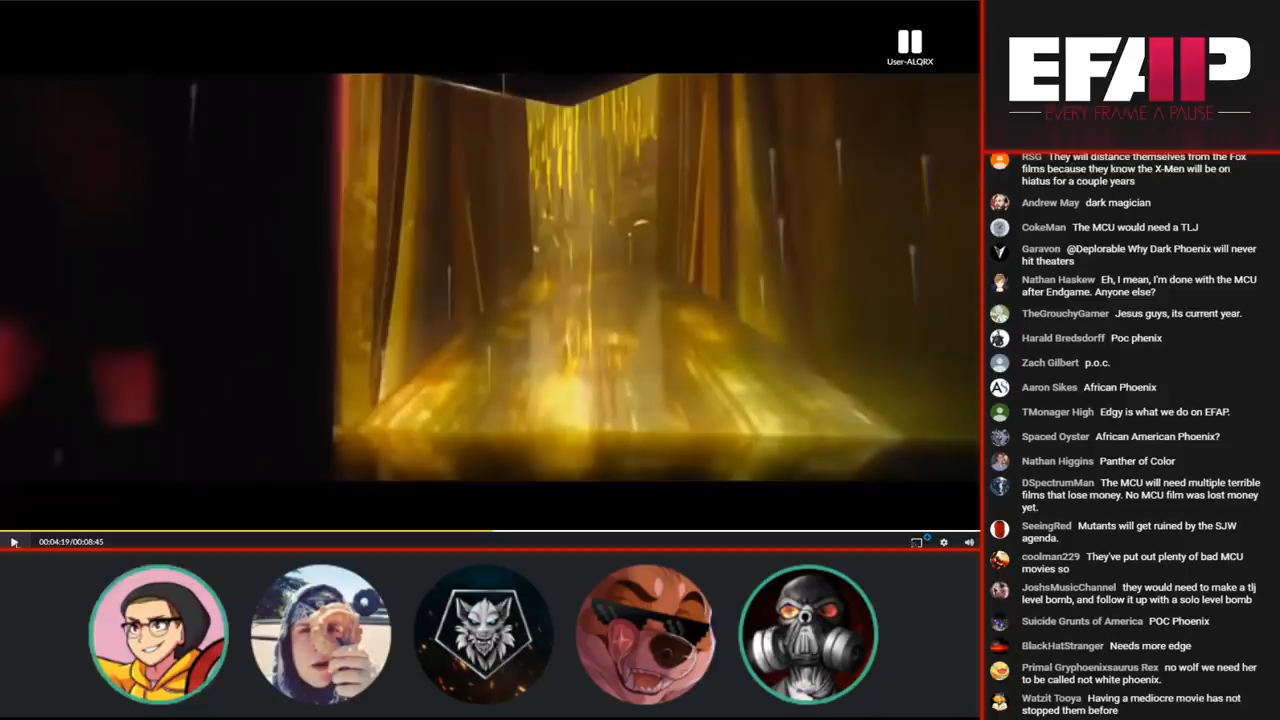 User-ALQRX
00:04:19/00:08:45
EFAP
EVERY FRAME A PAUSE
RSG They will distance themselves from the Fox
films because they know the X-Men will be on
hiatus for a couple years
Andrew May dark magician
CokeMan The MCU would need a TLJ
Garavon @Deplorable Why Dark Phoenix will never
hit theaters
Nathan Haskew Eh, I mean, I'm done with the MCU
after Endgame. Anyone else?
TheGrouchyGamer Jesus guys, its current year.
Harald Bredsdorff Poc phenix
Zach Gilbert p.o.c.
Aaron Sikes African Phoenix
TMonager High Edgy is what we do on EFAP.
Spaced Oyster African American Phoenix?
Nathan Higgins Panther of Color
DSpectrumMan The MCU will need multiple terrible
films that lose money. No MCU film was lost money
yet.
SeeingRed Mutants will get ruined by the SJW
agenda.
coolman229 They've put out plenty of bad MCU
movies so
JoshsMusicChannel they would need to make a tlj
level bomb, and follow it up with a solo level bomb
Suicide Grunts of America POC Phoenix
BlackHatStranger Needs more edge
Primal Gryphoenixsaurus Rex no wolf we need her
to be called not white phoenix.
Watzit Tooya Having a mediocre movie has not
stopped them before